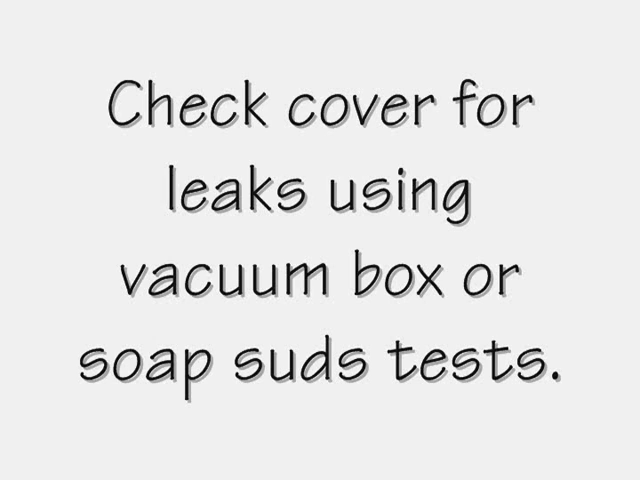 Check cover for
leaks using
vacuum box or
soap suds tests.